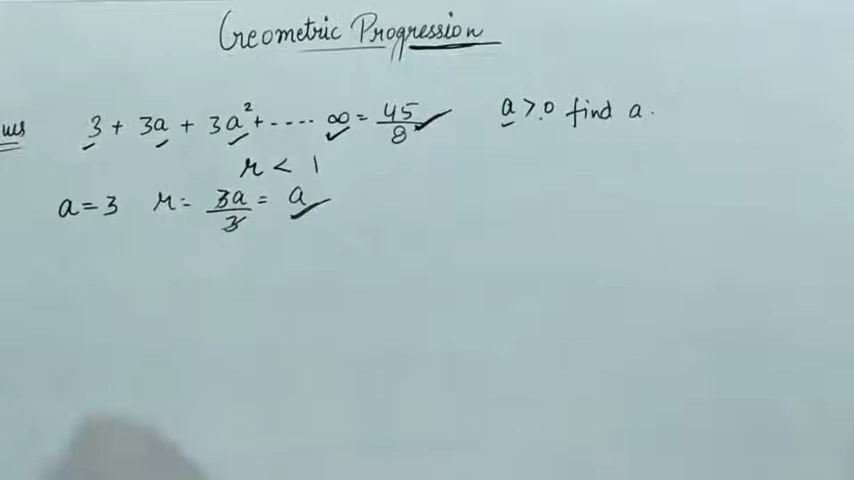 Geometric Progression
3 + 3a + 3a² + .... ∞ = 45/8 a > 0 find a.
r < 1
a = 3 r = 3a/3 = a